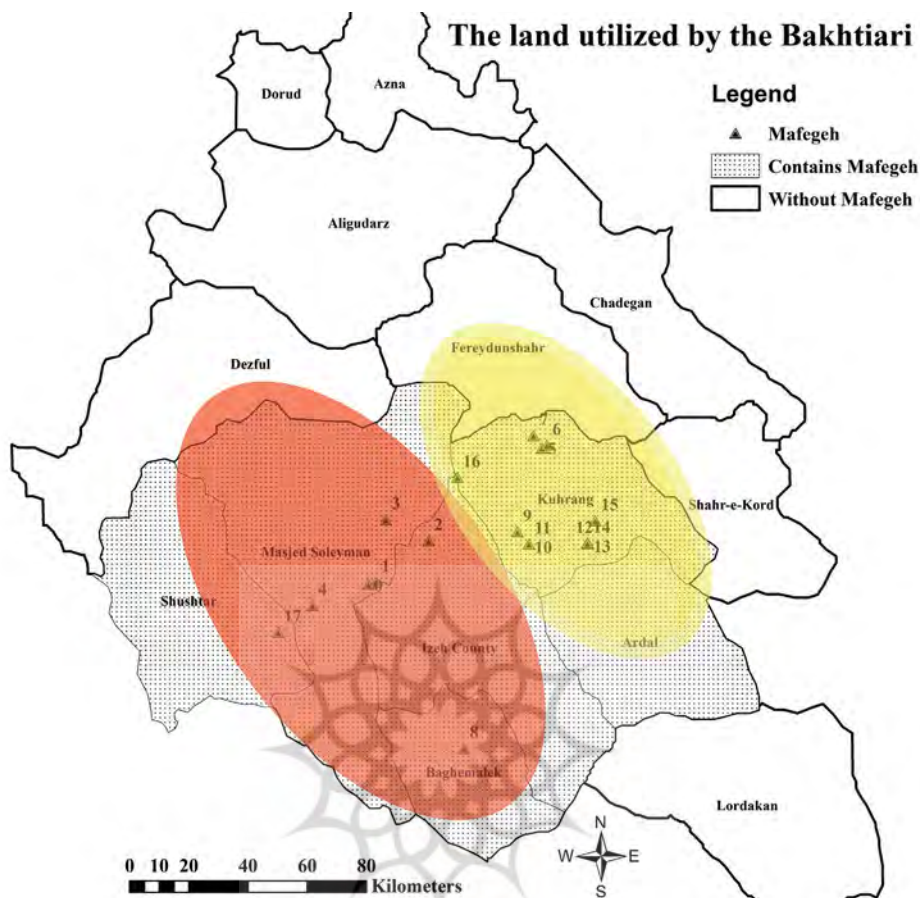 The land utilized by the Bakhtiari
Legend
Mafegeh
Contains Mafegeh
Without Mafegeh
Dorud
Azna
Aligudarz
Chadegan
Dezful
Fereydunshahr
7 6
5
16
Kuhrang
Shahr-e-Kord
3
9
15
2
11
1214
10
13
Masjed Soleyman
1
4
0
Shushtar
17
Izeh County
Ardal
8
Baghemalek
Lordakan
N
W E
S
0 10 20 40 60 80
Kilometers